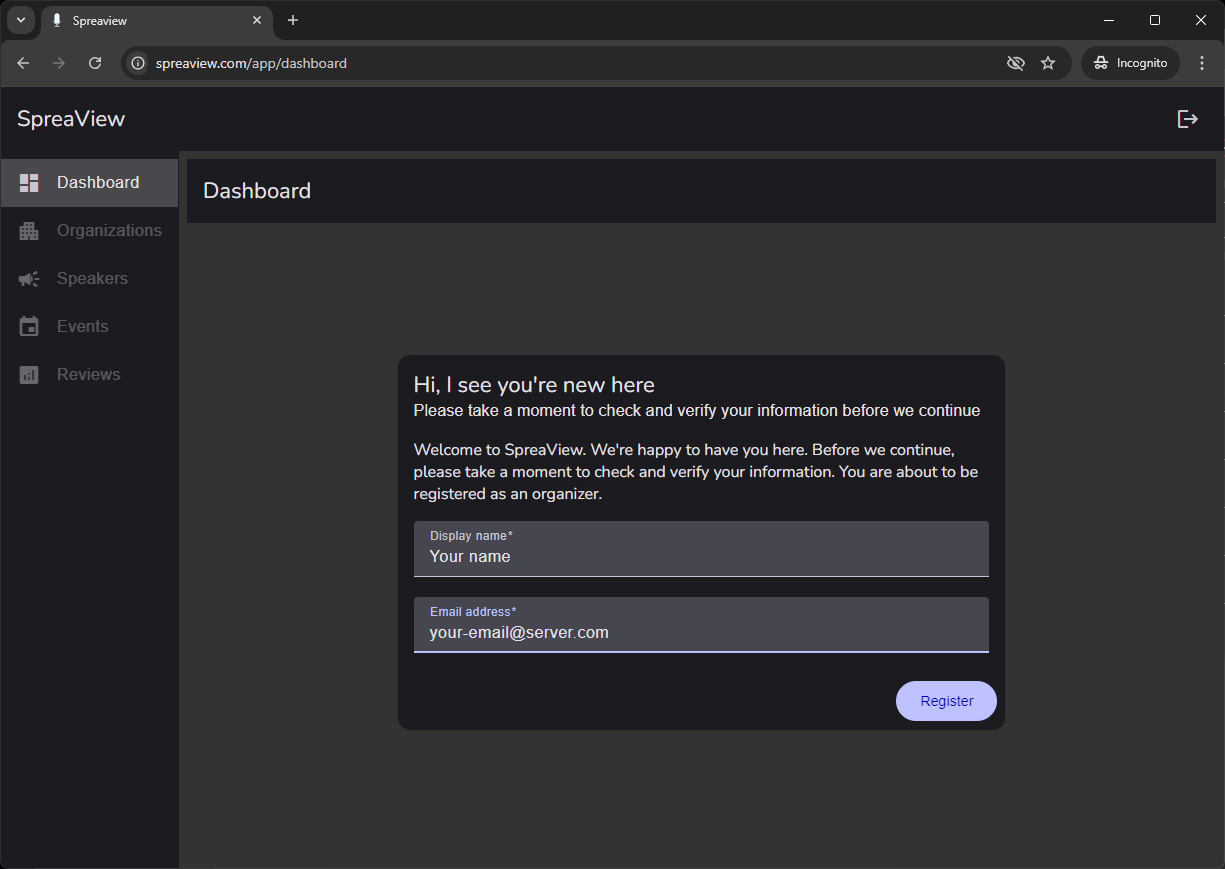 Spreaview
spreaview.com/app/dashboard
Incognito
SpreaView
Dashboard
Organizations
Speakers
Events
Reviews
Dashboard
Hi, I see you're new here
Please take a moment to check and verify your information before we continue
Welcome to SpreaView. We're happy to have you here. Before we continue,
please take a moment to check and verify your information. You are about to be
registered as an organizer.
Display name*
Your name
Email address*
your-email@server.com
Register